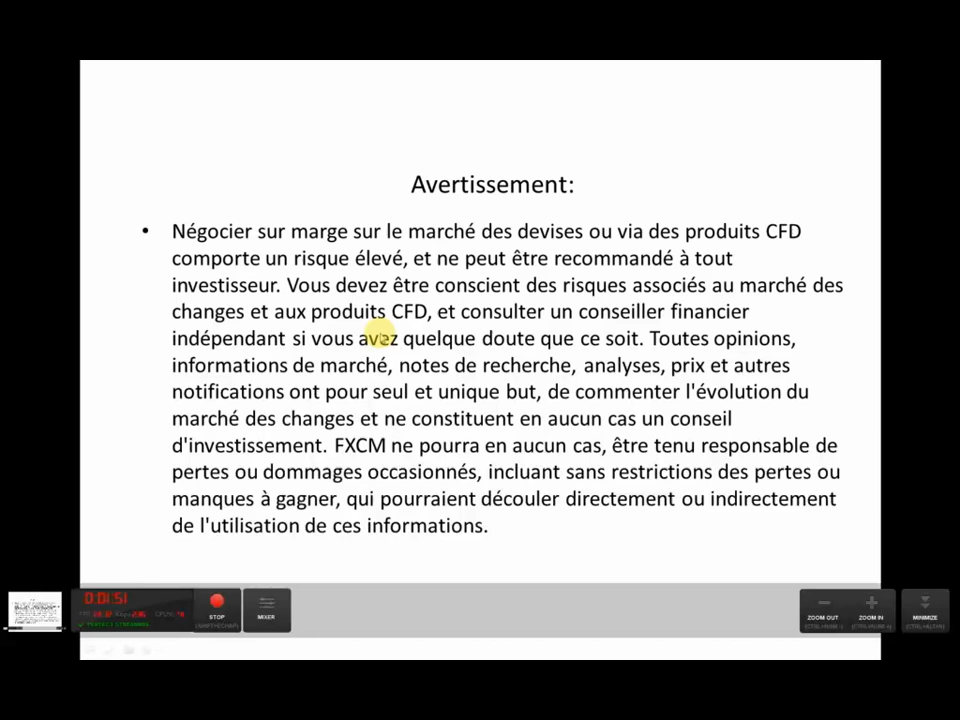 Avertissement:
• Négocier sur marge sur le marché des devises ou via des produits CFD
comporte un risque élevé, et ne peut être recommandé à tout
investisseur. Vous devez être conscient des risques associés au marché des
changes et aux produits CFD, et consulter un conseiller financier
indépendant si vous avez quelque doute que ce soit. Toutes opinions,
informations de marché, notes de recherche, analyses, prix et autres
notifications ont pour seul et unique but, de commenter l'évolution du
marché des changes et ne constituent en aucun cas un conseil
d'investissement. FXCM ne pourra en aucun cas, être tenu responsable de
pertes ou dommages occasionnés, incluant sans restrictions des pertes ou
manques à gagner, qui pourraient découler directement ou indirectement
de l'utilisation de ces informations.
0:01:51
STOP
MIXER
ZOOM OUT
ZOOM IN
MINIMIZE